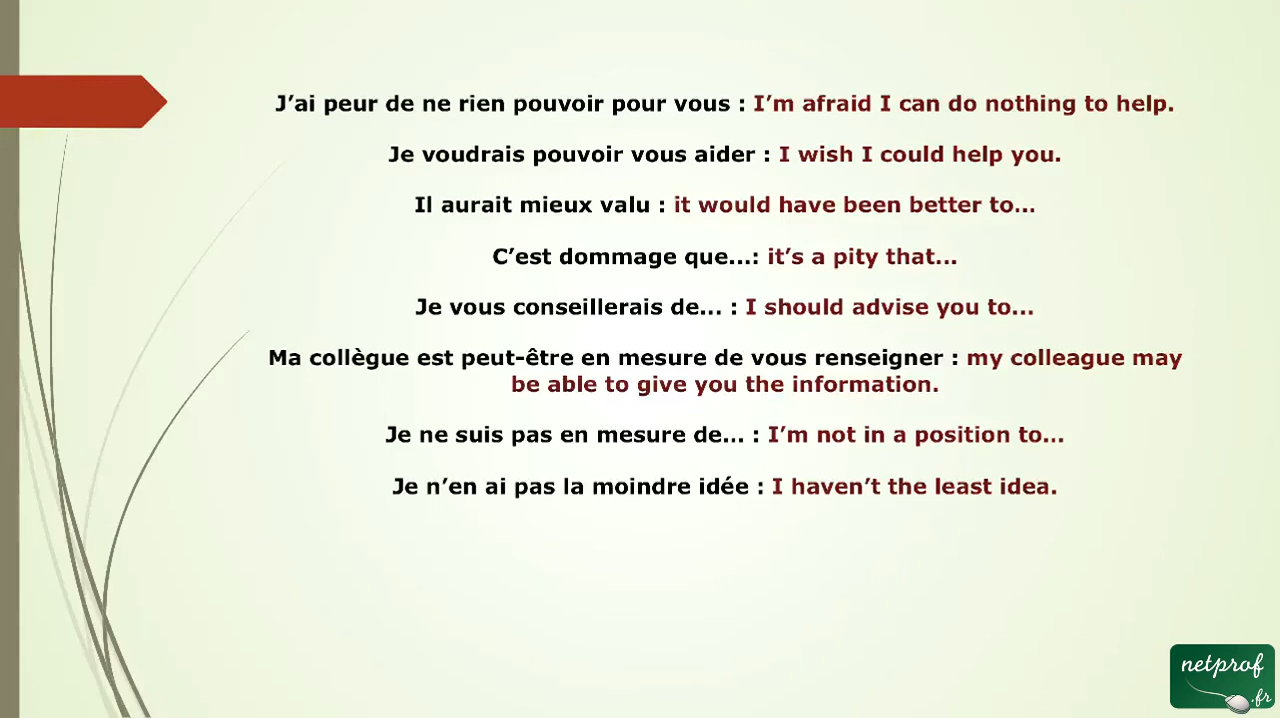 J’ai peur de ne rien pouvoir pour vous : I’m afraid I can do nothing to help.
Je voudrais pouvoir vous aider : I wish I could help you.
Il aurait mieux valu : it would have been better to...
C’est dommage que...: it’s a pity that...
Je vous conseillerais de... : I should advise you to...
Ma collègue est peut-être en mesure de vous renseigner : my colleague may
be able to give you the information.
Je ne suis pas en mesure de... : I’m not in a position to...
Je n’en ai pas la moindre idée : I haven’t the least idea.
netprof
.fr